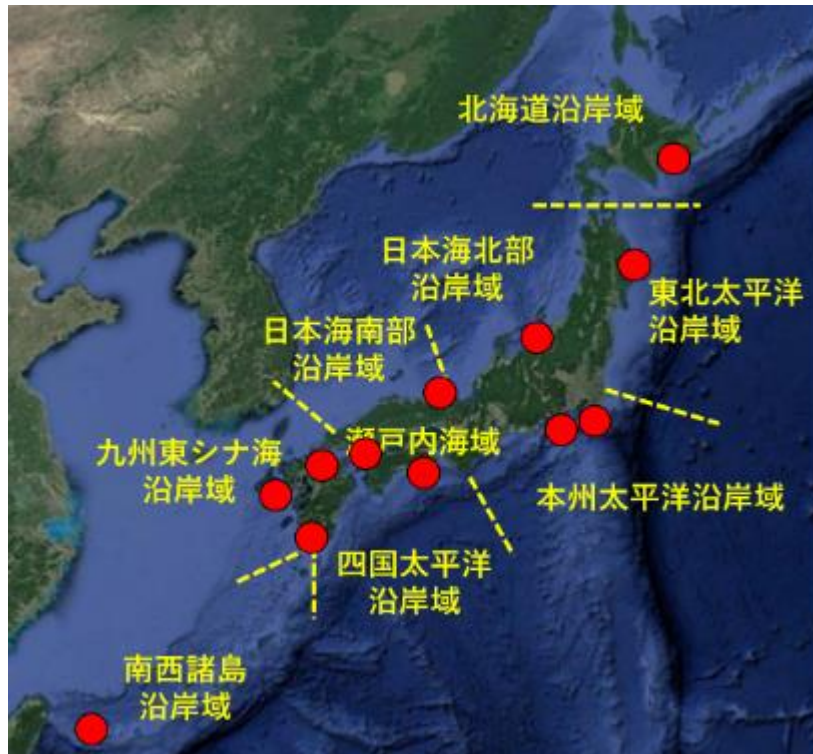 北海道沿岸域
日本海北部
沿岸域
東北太平洋
沿岸域
日本海南部
沿岸域
瀬戸内海域
九州東シナ海
沿岸域
本州太平洋沿岸域
四国太平洋
沿岸域
南西諸島
沿岸域